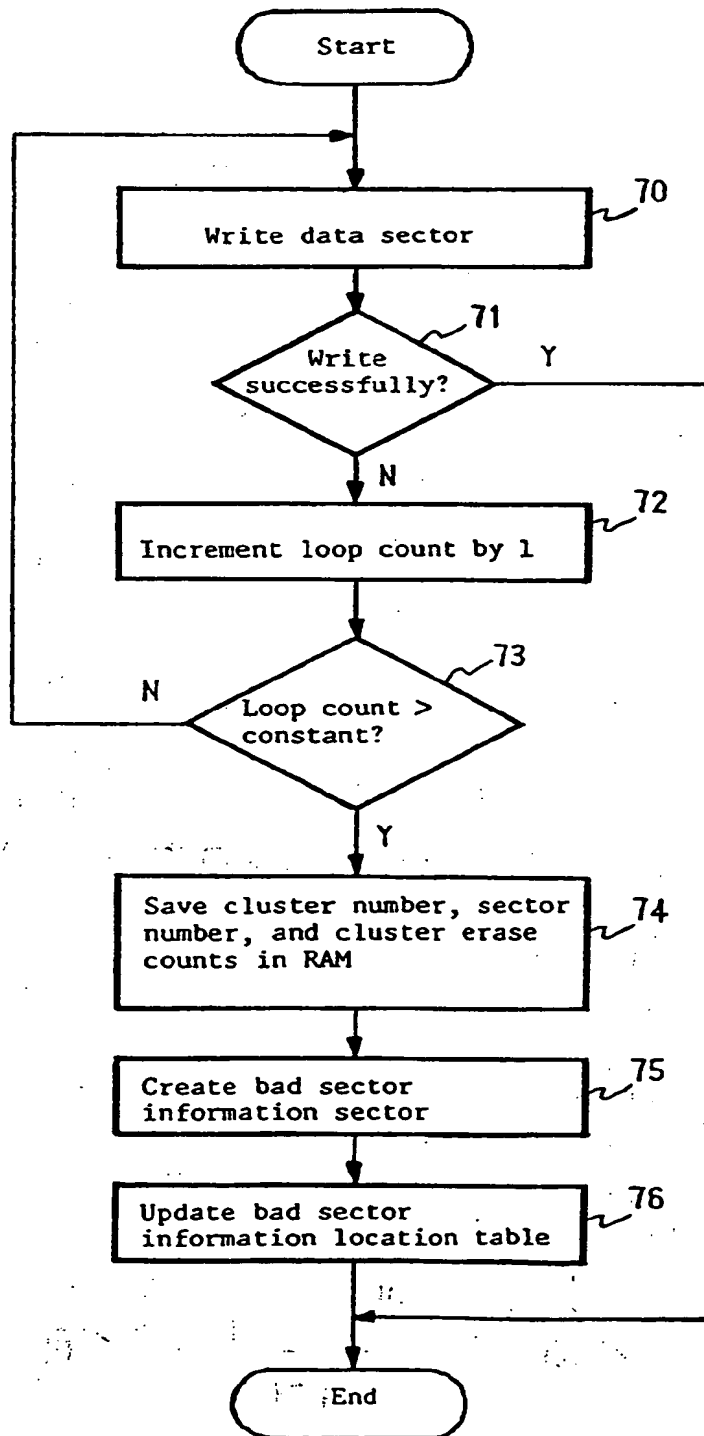 Start
70
Write data sector
71
Write
successfully?
Y
N
72
Increment loop count by 1
73
N
Loop count >
constant?
Y
Save cluster number, sector
number, and cluster erase
counts in RAM
74
Create bad sector
information sector
75
Update bad sector
information location table
76
End